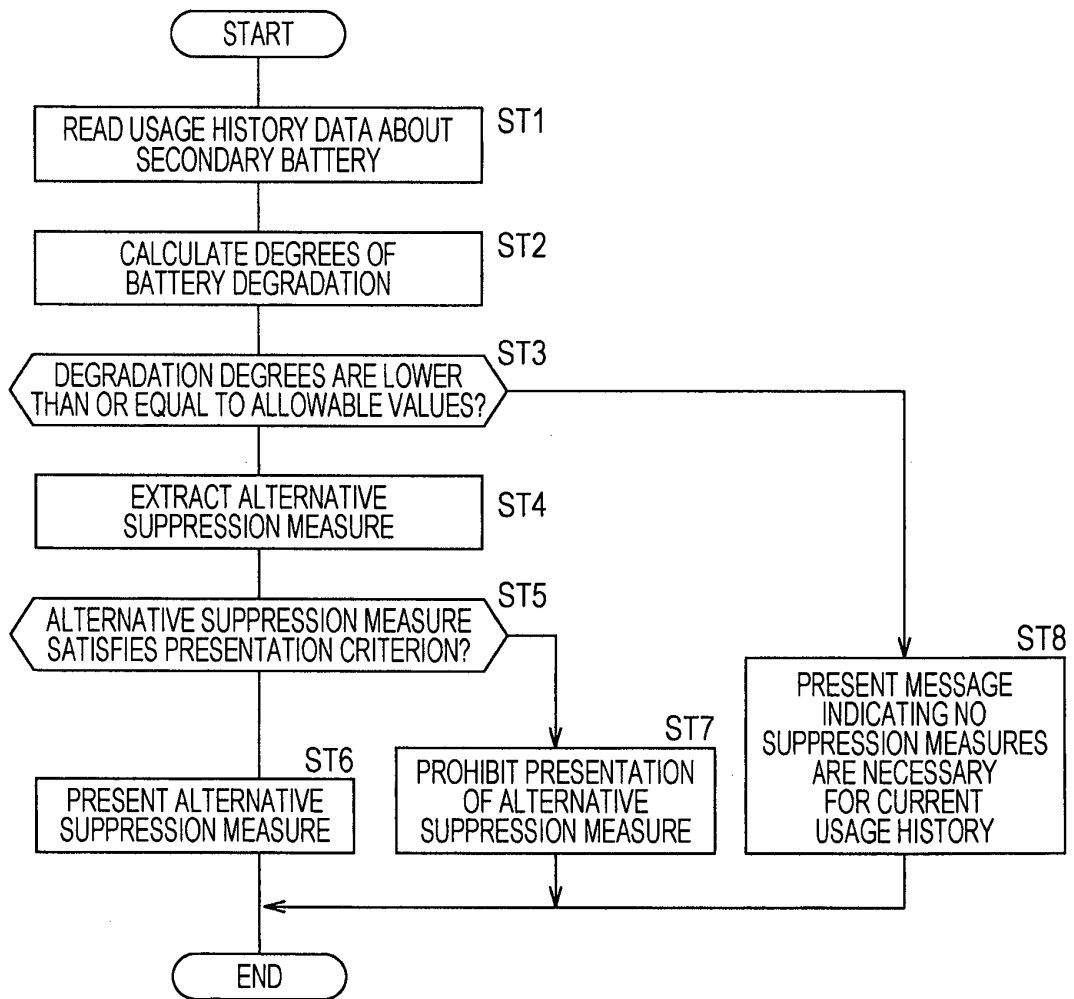 START
ST1
READ USAGE HISTORY DATA ABOUT
SECONDARY BATTERY
ST2
CALCULATE DEGREES OF
BATTERY DEGRADATION
ST3
DEGRADATION DEGREES ARE LOWER
THAN OR EQUAL TO ALLOWABLE VALUES?
EXTRACT ALTERNATIVE
SUPPRESSION MEASURE
ST4
ST5
ALTERNATIVE SUPPRESSION MEASURE
SATISFIES PRESENTATION CRITERION?
ST6
PRESENT ALTERNATIVE
SUPPRESSION MEASURE
ST7
PROHIBIT PRESENTATION
OF ALTERNATIVE
SUPPRESSION MEASURE
ST8
PRESENT MESSAGE
INDICATING NO
SUPPRESSION MEASURES
ARE NECESSARY
FOR CURRENT
USAGE HISTORY
END